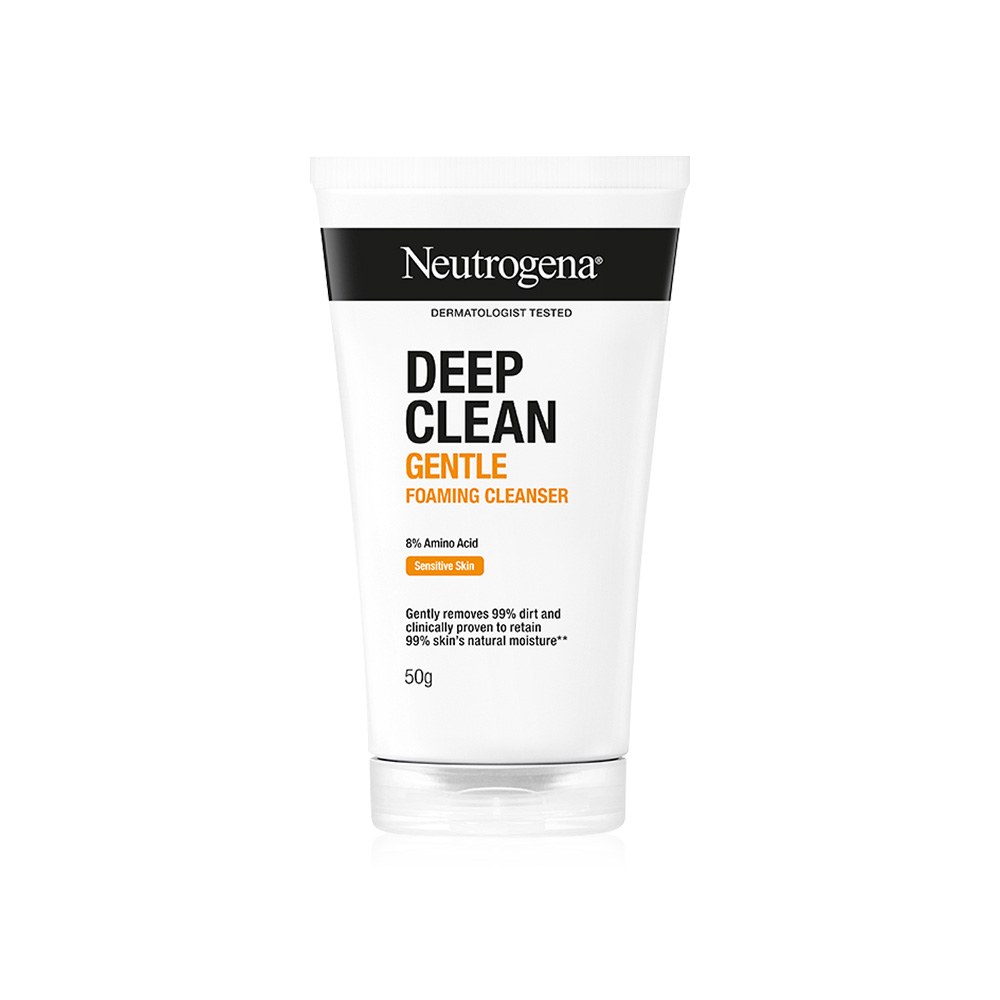 Neutrogena®
DERMATOLOGIST TESTED
DEEP
CLEAN
GENTLE
FOAMING CLEANSER
8% Amino Acid
Sensitive Skin
Gently removes 99% dirt and
clinically proven to retain
99% skin's natural moisture**
50g